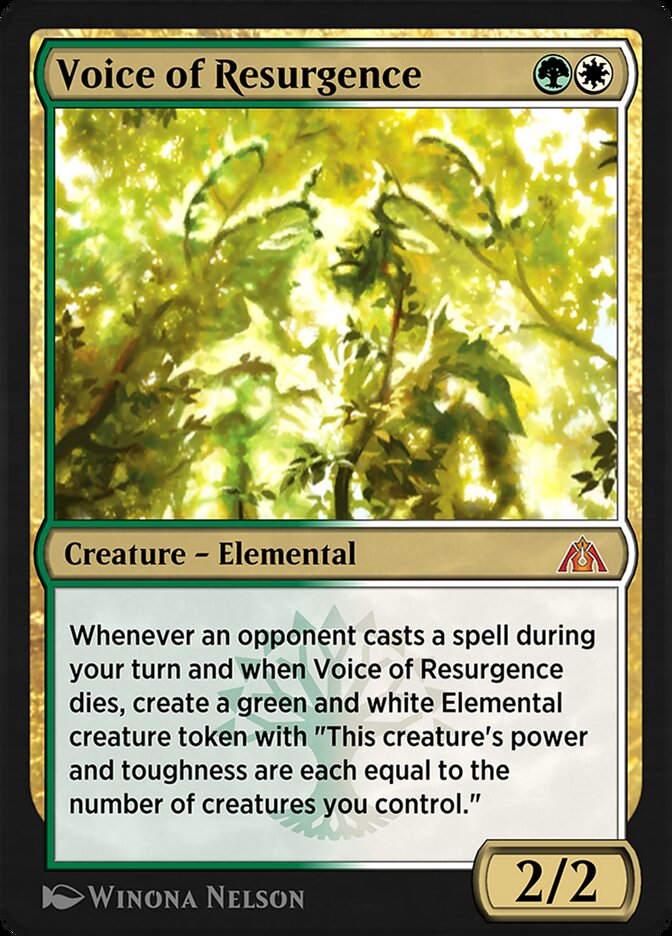 Voice of Resurgence
Creature – Elemental
Whenever an opponent casts a spell during
your turn and when Voice of Resurgence
dies, create a green and white Elemental
creature token with "This creature's power
and toughness are each equal to the
number of creatures you control."
2/2
Winona Nelson